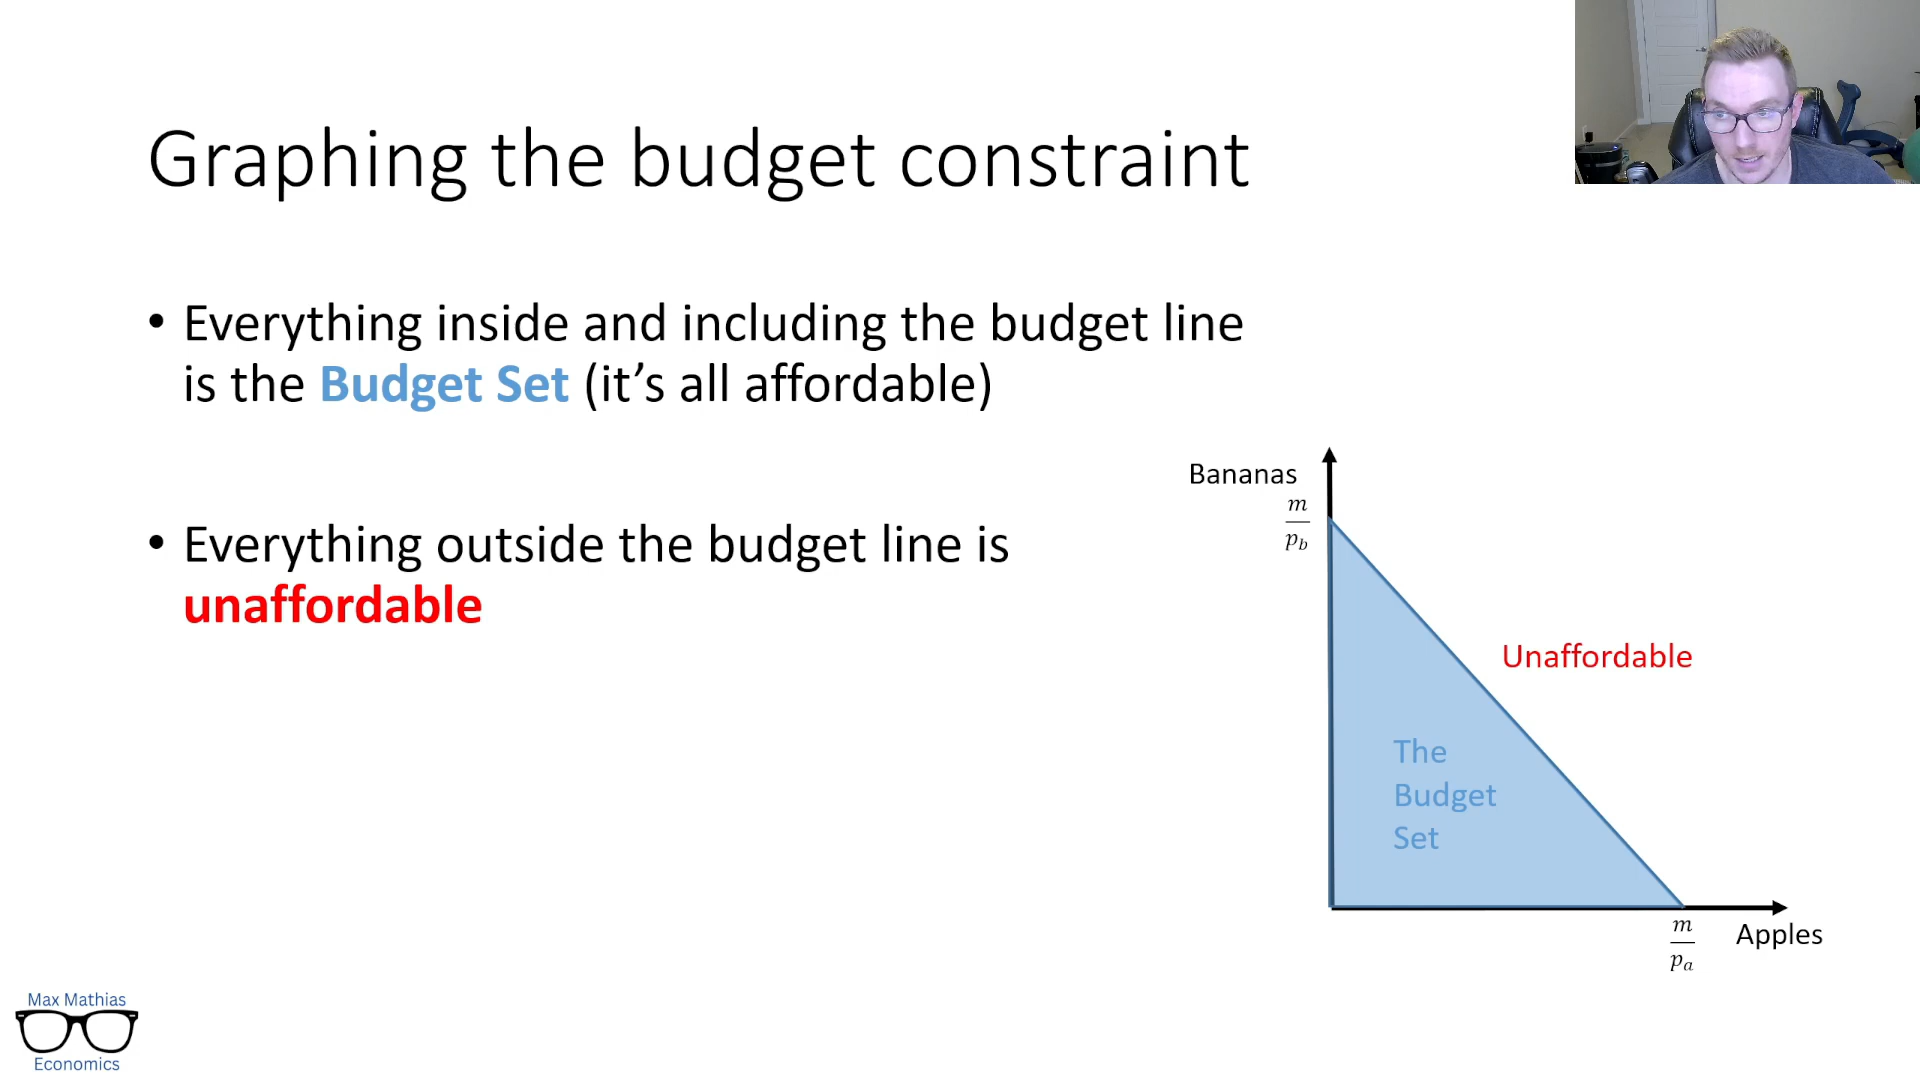 Graphing the budget constraint
• Everything inside and including the budget line
is the Budget Set (it’s all affordable)
• Everything outside the budget line is
unaffordable
Bananas
m
p_b
Unaffordable
The
Budget
Set
m
p_a
Apples
Max Mathias
Economics